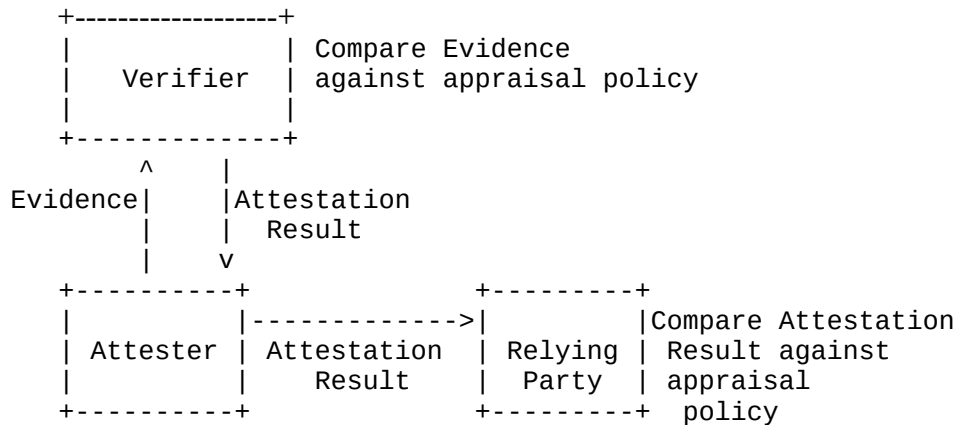 Compare Evidence
Verifier against appraisal policy
Evidence Attestation
Result
Compare Attestation
Attester Attestation Relying Result against
Result Party appraisal
policy